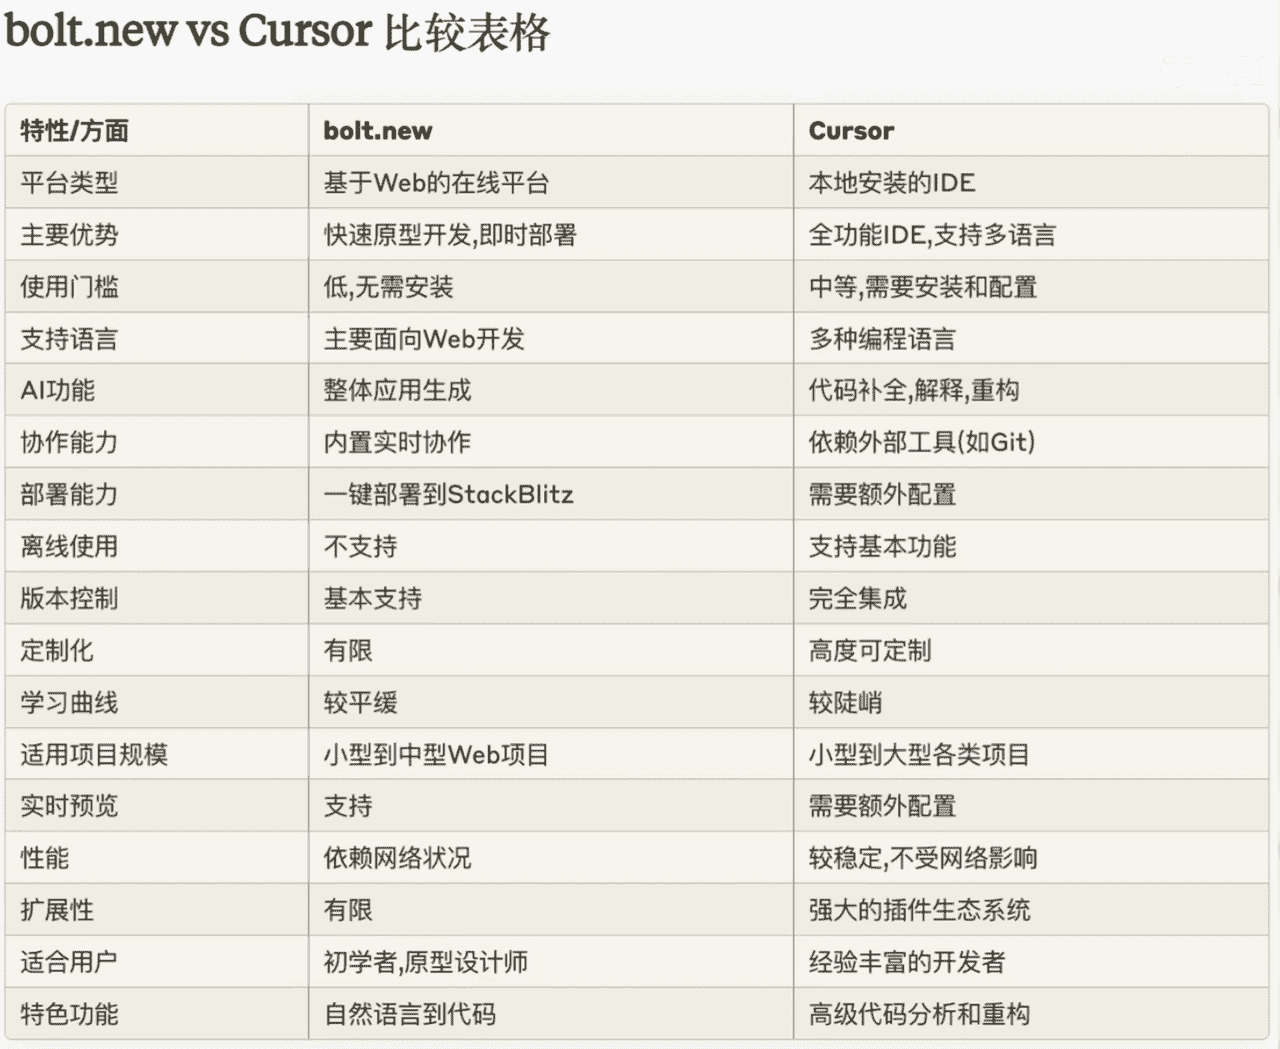 bolt.new vs Cursor 比较表格
特性/方面 bolt.new Cursor
平台类型 基于Web的在线平台 本地安装的IDE
主要优势 快速原型开发,即时部署 全功能IDE,支持多语言
使用门槛 低,无需安装 中等,需要安装和配置
支持语言 主要面向Web开发 多种编程语言
AI功能 整体应用生成 代码补全,解释,重构
协作能力 内置实时协作 依赖外部工具(如Git)
部署能力 一键部署到StackBlitz 需要额外配置
离线使用 不支持 支持基本功能
版本控制 基本支持 完全集成
定制化 有限 高度可定制
学习曲线 较平缓 较陡峭
适用项目规模 小型到中型Web项目 小型到大型各类项目
实时预览 支持 需要额外配置
性能 依赖网络状况 较稳定,不受网络影响
扩展性 有限 强大的插件生态系统
适合用户 初学者,原型设计师 经验丰富的开发者
特色功能 自然语言到代码 高级代码分析和重构